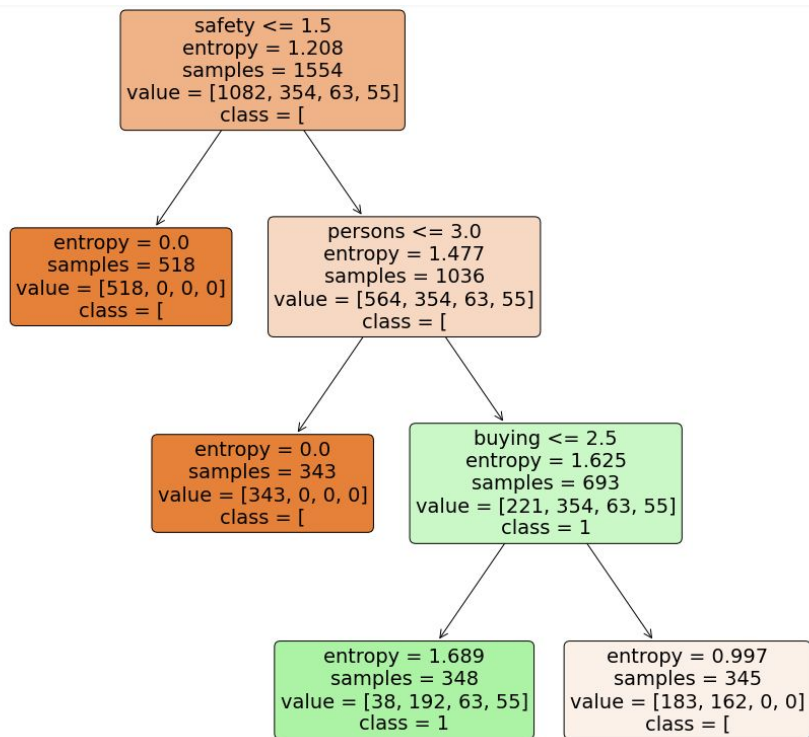 safety <= 1.5
entropy = 1.208
samples = 1554
value = [1082, 354, 63, 55]
class = [
entropy = 0.0
samples = 518
value = [518, 0, 0, 0]
class = [
persons <= 3.0
entropy = 1.477
samples = 1036
value = [564, 354, 63, 55]
class = [
entropy = 0.0
samples = 343
value = [343, 0, 0, 0]
class = [
buying <= 2.5
entropy = 1.625
samples = 693
value = [221, 354, 63, 55]
class = 1
entropy = 1.689
samples = 348
value = [38, 192, 63, 55]
class = 1
entropy = 0.997
samples = 345
value = [183, 162, 0, 0]
class = [